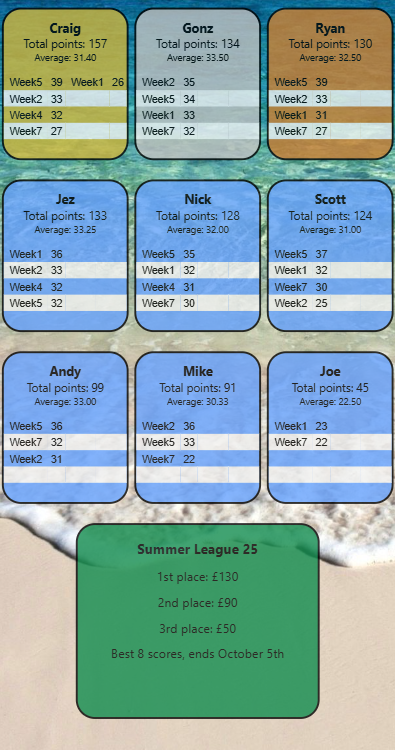 Craig
Total points: 157
Average: 31.40
Week5 39 Week1 26
Week2 33
Week4 32
Week7 27
Gonz
Total points: 134
Average: 33.50
Week2 35
Week5 34
Week1 33
Week7 32
Ryan
Total points: 130
Average: 32.50
Week5 39
Week2 33
Week1 31
Week7 27
Jez
Total points: 133
Average: 33.25
Week1 36
Week2 33
Week4 32
Week5 32
Nick
Total points: 128
Average: 32.00
Week5 35
Week1 32
Week4 31
Week7 30
Scott
Total points: 124
Average: 31.00
Week5 37
Week1 32
Week7 30
Week2 25
Andy
Total points: 99
Average: 33.00
Week5 36
Week7 32
Week2 31
Mike
Total points: 91
Average: 30.33
Week2 36
Week5 33
Week7 22
Joe
Total points: 45
Average: 22.50
Week1 23
Week7 22
Summer League 25
1st place: £130
2nd place: £90
3rd place: £50
Best 8 scores, ends October 5th